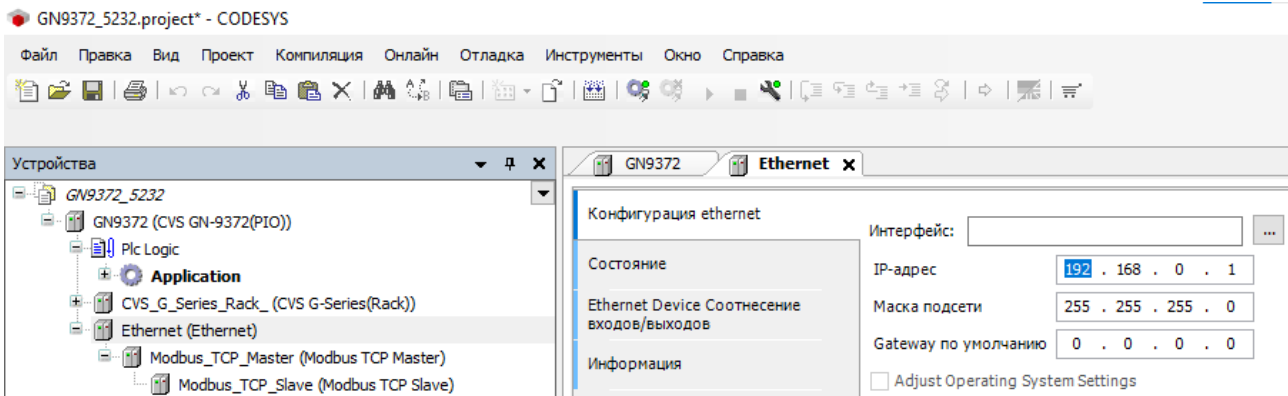 GN9372_5232.project* - CODESYS
Файл Правка Вид Проект Компиляция Онлайн Отладка Инструменты Окно Справка
Устройства
GN9372_5232
GN9372 (CVS GN-9372(PIO))
Plc Logic
Application
CVS_G_Series_Rack_ (CVS G-Series(Rack))
Ethernet (Ethernet)
Modbus_TCP_Master (Modbus TCP Master)
Modbus_TCP_Slave (Modbus TCP Slave)
GN9372 Ethernet
Конфигурация ethernet
Состояние
Ethernet Device Соотнесение
входов/выходов
Информация
Интерфейс: ...
IP-адрес 192 . 168 . 0 . 1
Маска подсети 255 . 255 . 255 . 0
Gateway по умолчанию 0 . 0 . 0 . 0
Adjust Operating System Settings